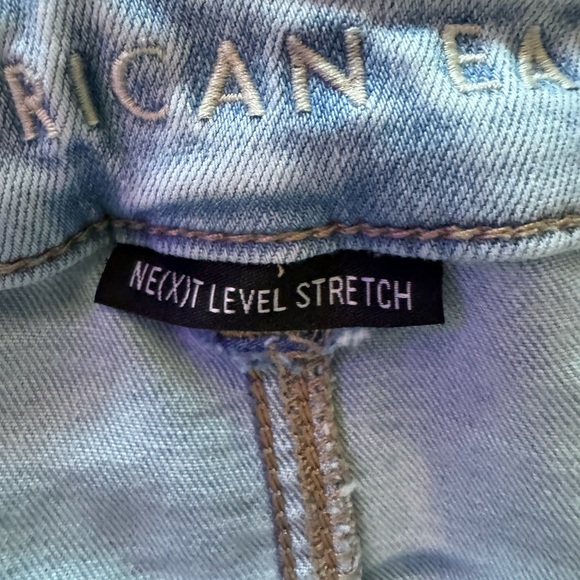 RICAN EA
NE(X)T LEVEL STRETCH